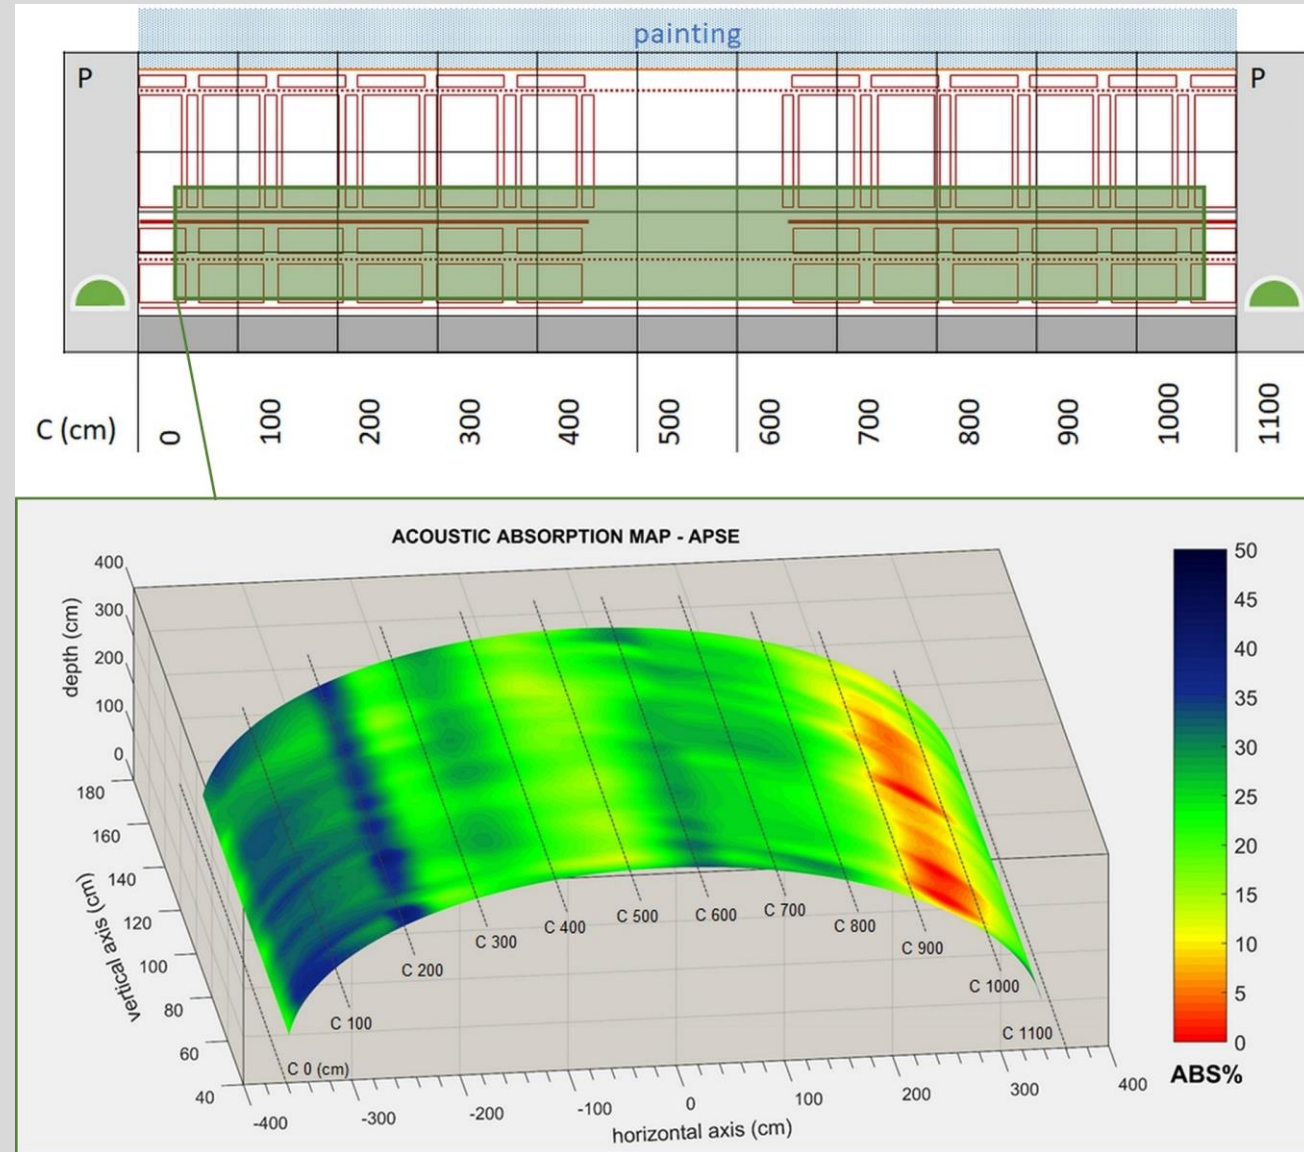 painting
P P
C (cm) 0 100 200 300 400 500 600 700 800 900 1000 1100
ACOUSTIC ABSORPTION MAP - APSE
400
300
200
100
0
depth (cm)
180
160
140
120
100
80
60
40
vertical axis (cm)
C 0 (cm)
C 100
C 200
C 300
C 400
C 500
C 600
C 700
C 800
C 900
C 1000
C 1100
-400 -300 -200 -100 0 100 200 300 400
horizontal axis (cm)
50
45
40
35
30
25
20
15
10
5
0
ABS%